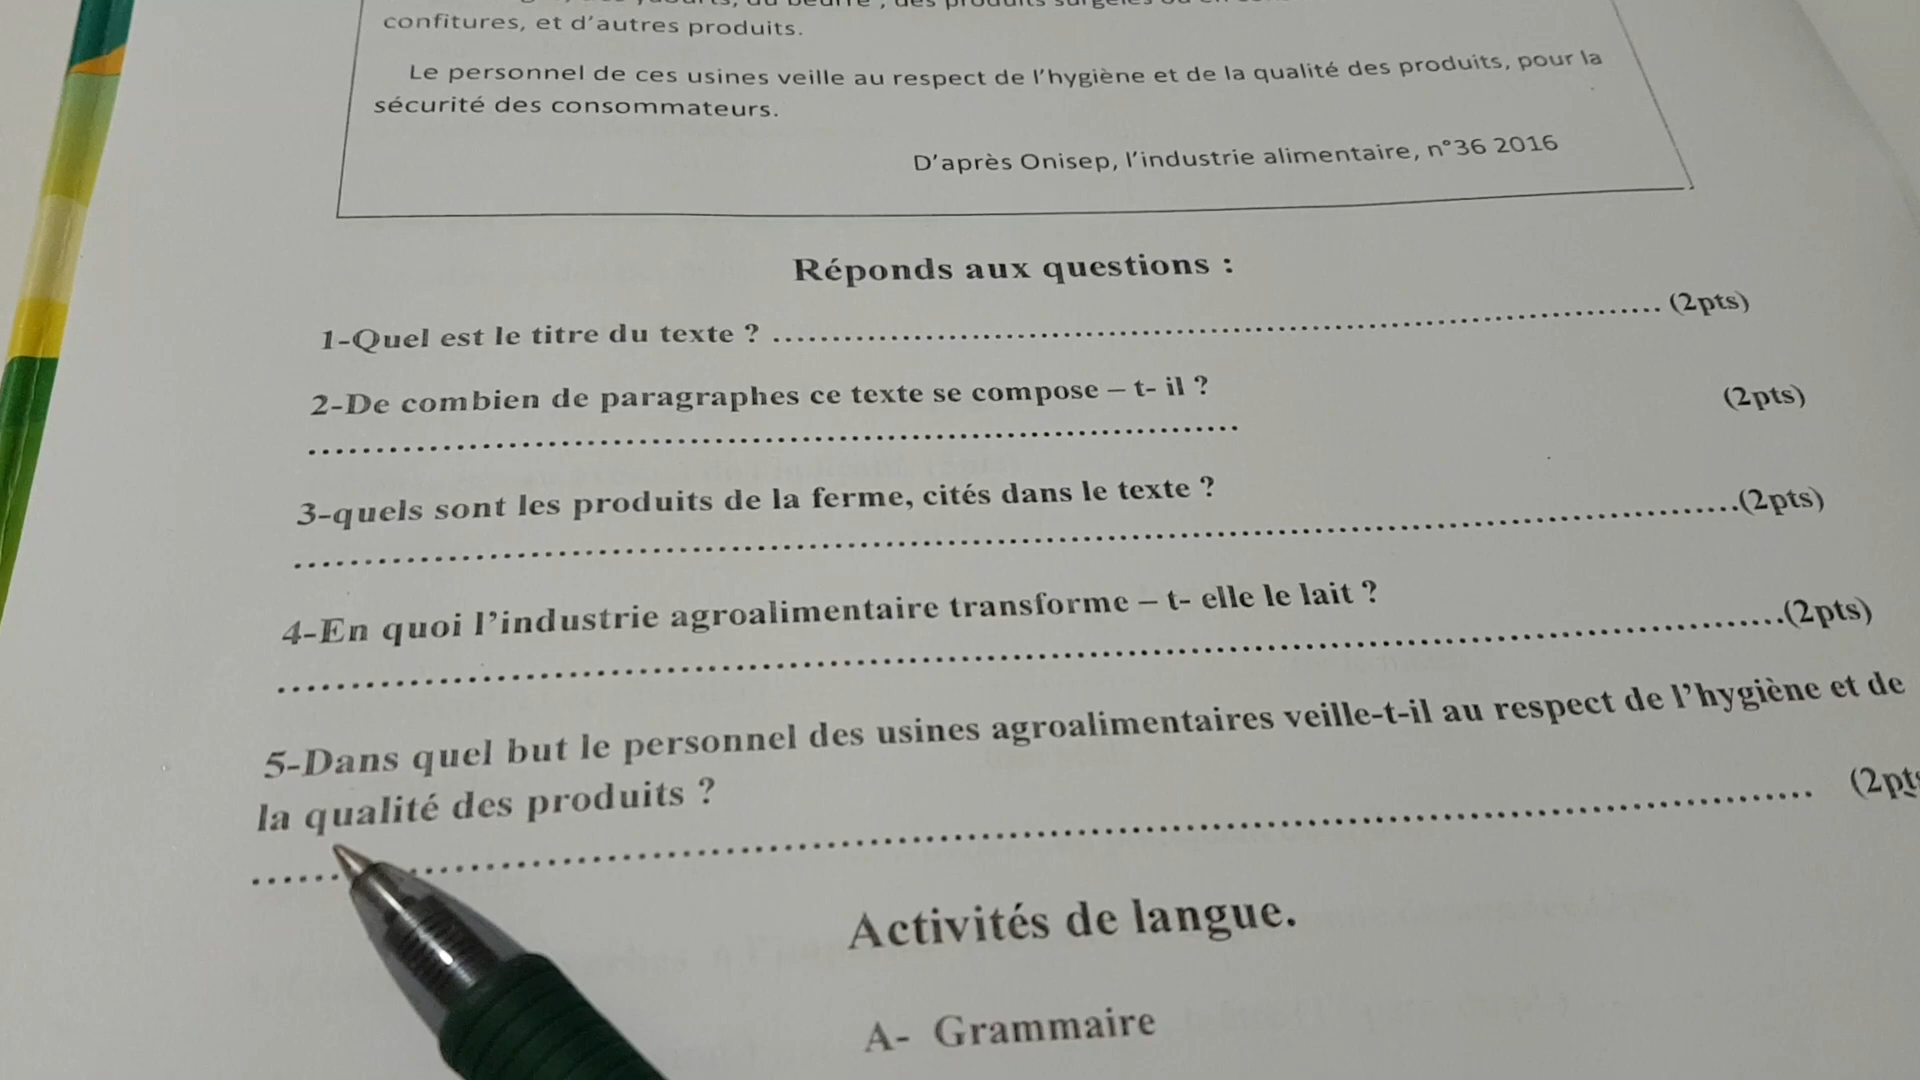 confitures, et d'autres produits.
Le personnel de ces usines veille au respect de l'hygiène et de la qualité des produits, pour la
sécurité des consommateurs.
D'après Onisep, l'industrie alimentaire, n°36 2016
Réponds aux questions :
1-Quel est le titre du texte ? .......................................................................... (2pts)
2-De combien de paragraphes ce texte se compose – t- il ? (2pts)
......................................................................
3-quels sont les produits de la ferme, cités dans le texte ?
..............................................................................................................(2pts)
4-En quoi l'industrie agroalimentaire transforme – t- elle le lait ?
..............................................................................................................(2pts)
5-Dans quel but le personnel des usines agroalimentaires veille-t-il au respect de l'hygiène et de
la qualité des produits ?
.............................................................................................................. (2pts
Activités de langue.
A- Grammaire